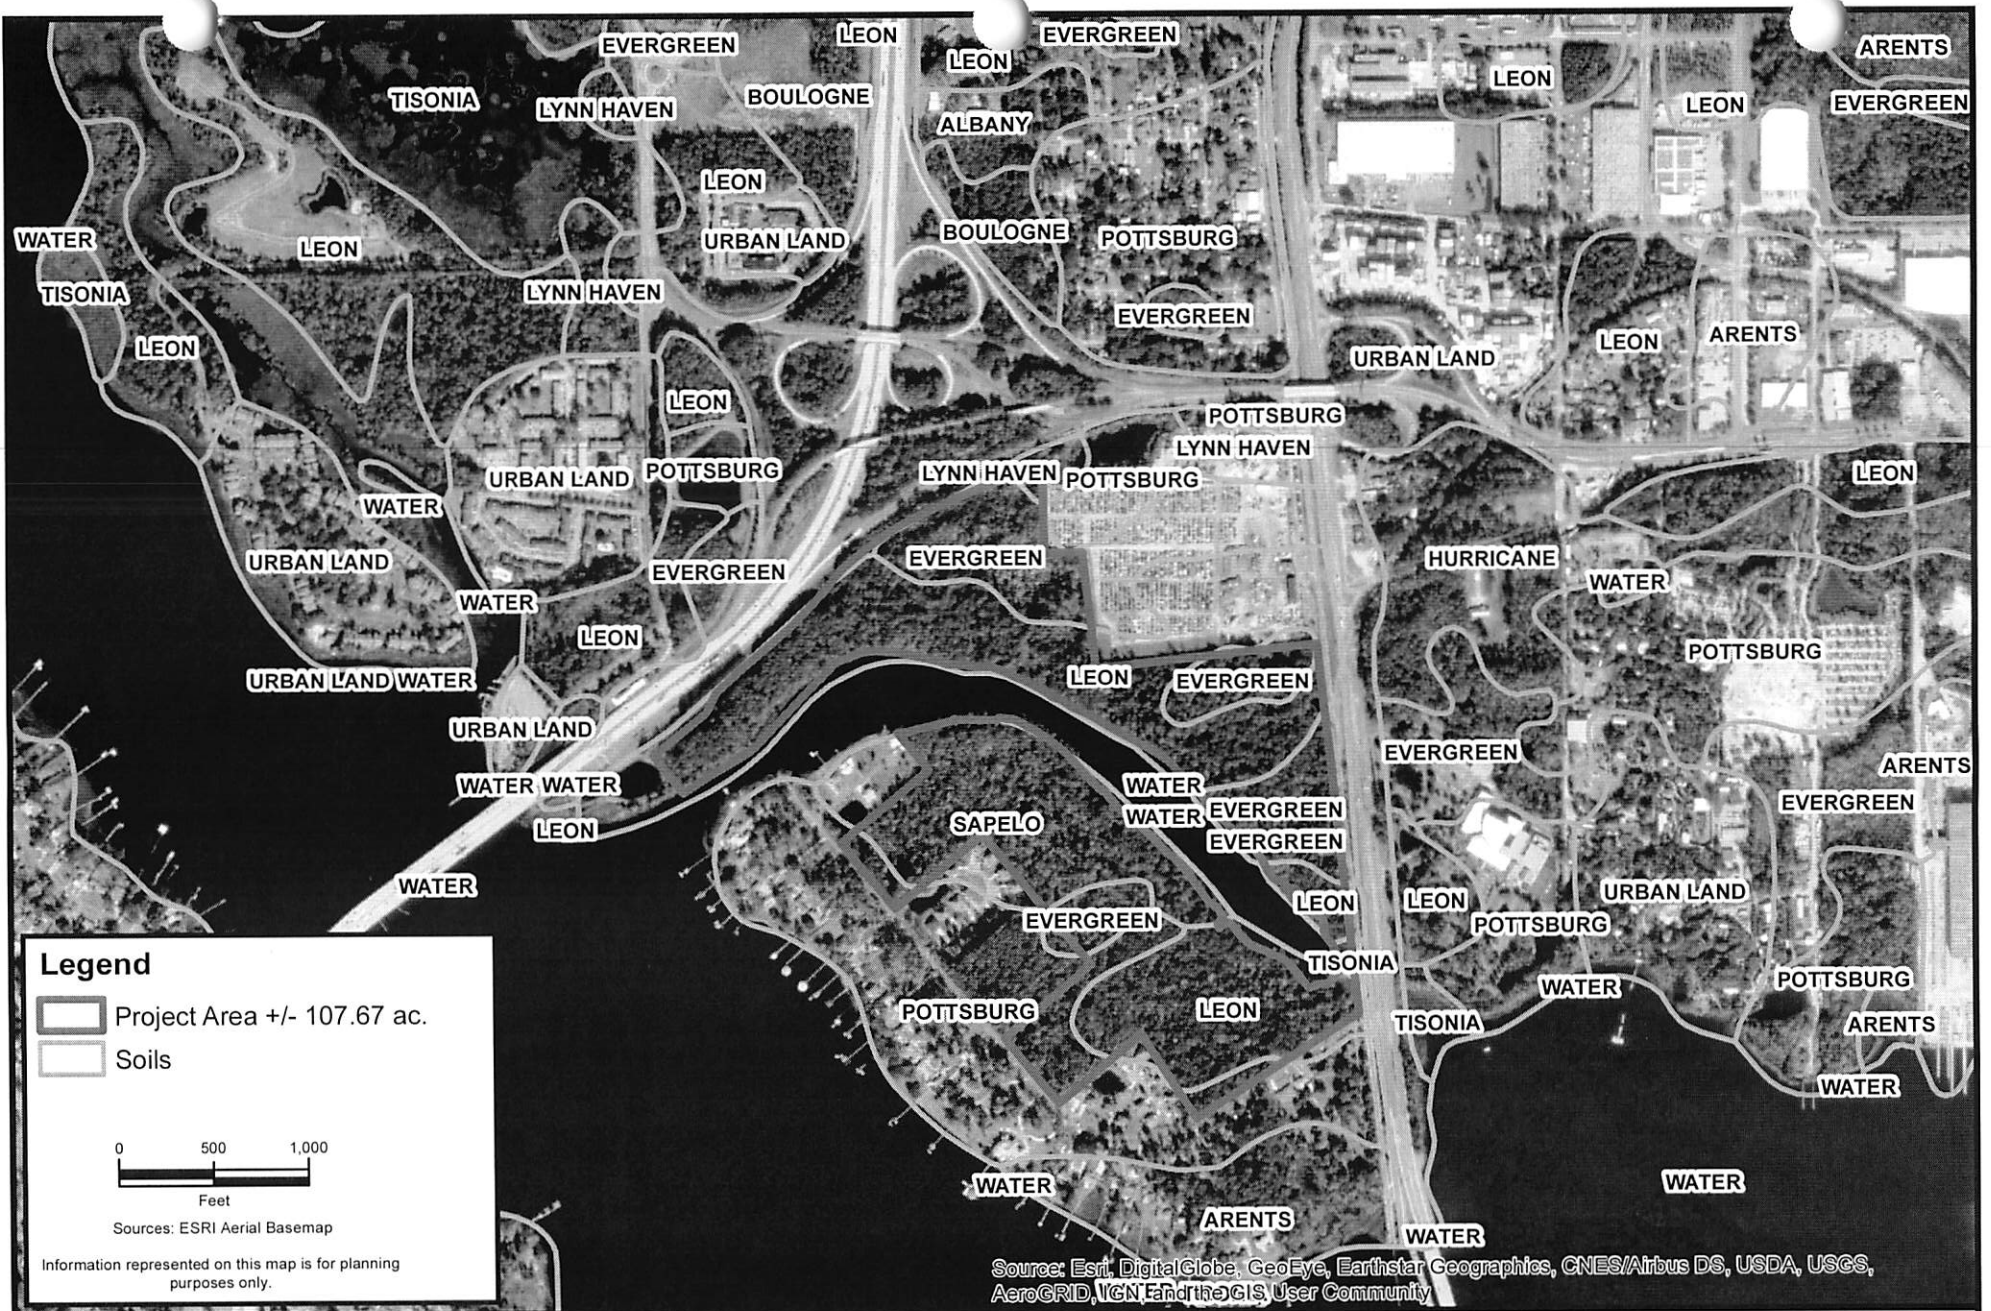 EVERGREEN
LEON
EVERGREEN
LEON
ARENTS
LEON
TISONIA
LYNN HAVEN
BOULOGNE
LEON
EVERGREEN
ALBANY
LEON
URBAN LAND
BOULOGNE
POTTSBURG
WATER
LEON
TISONIA
LYNN HAVEN
EVERGREEN
LEON
URBAN LAND
LEON
ARENTS
LEON
POTTSBURG
LYNN HAVEN
URBAN LAND
POTTSBURG
LYNN HAVEN
POTTSBURG
LEON
WATER
URBAN LAND
EVERGREEN
EVERGREEN
HURRICANE
WATER
WATER
LEON
POTTSBURG
URBAN LAND WATER
LEON
EVERGREEN
URBAN LAND
EVERGREEN
ARENTS
WATER WATER
WATER
EVERGREEN
EVERGREEN
LEON
SAPELO
WATER
EVERGREEN
WATER
LEON
LEON
URBAN LAND
EVERGREEN
POTTSBURG
TISONIA
WATER
POTTSBURG
POTTSBURG
LEON
TISONIA
ARENTS
WATER
WATER
WATER
ARENTS
WATER
Legend
Project Area +/- 107.67 ac.
Soils
0 500 1,000
Feet
Sources: ESRI Aerial Basemap
Information represented on this map is for planning
purposes only.
Source: Esri, DigitalGlobe, GeoEye, Earthstar Geographics, CNES/Airbus DS, USDA, USGS,
AeroGRID, IGN, and the GIS User Community